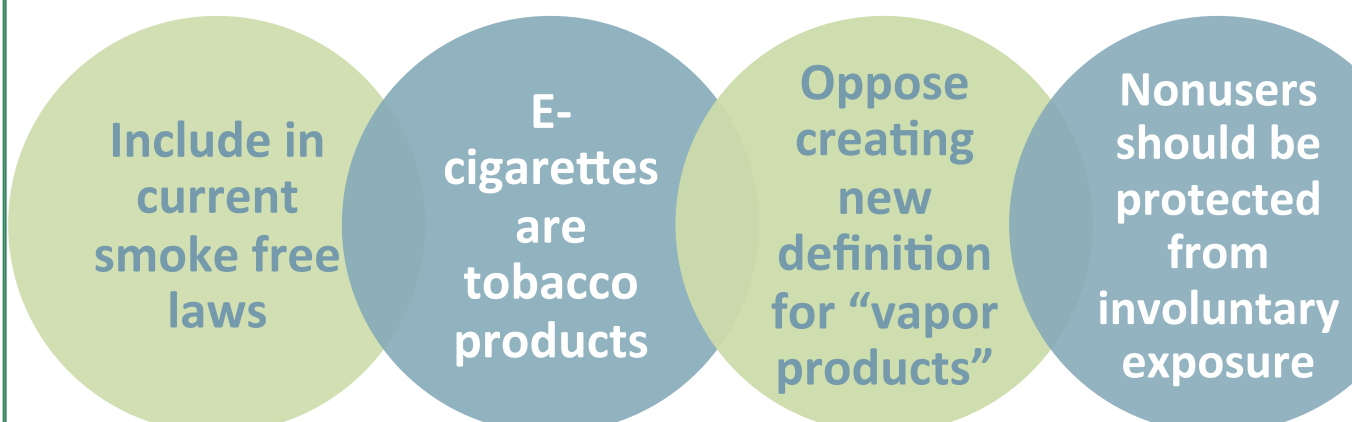 Include in
current
smoke free
laws
E-
cigarettes
are
tobacco
products
Oppose
creating
new
definition
for “vapor
products”
Nonusers
should be
protected
from
involuntary
exposure